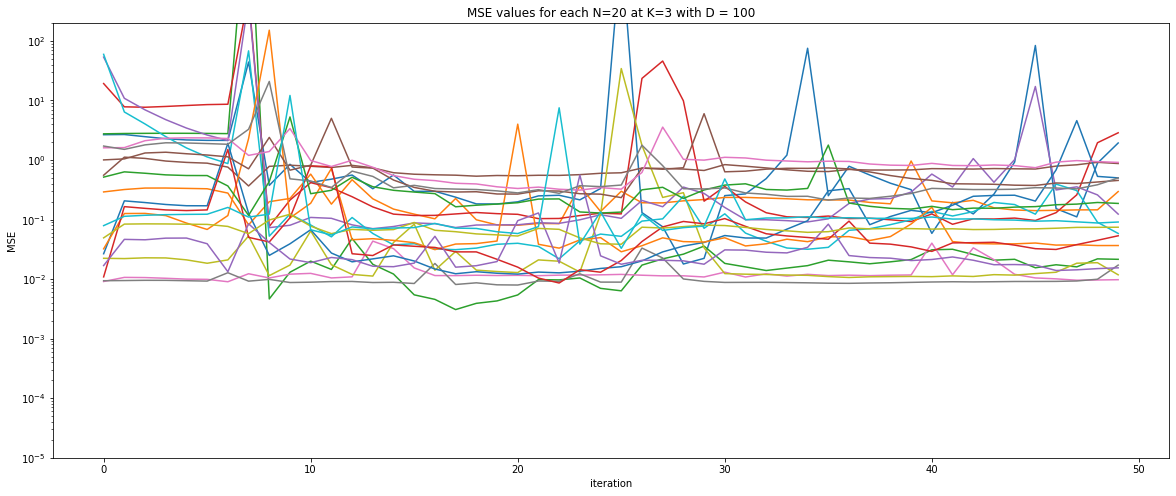 MSE values for each N=20 at K=3 with D = 100
10²
10¹
10⁰
10⁻¹
10⁻²
10⁻³
10⁻⁴
10⁻⁵
MSE
0 10 20 30 40 50
iteration